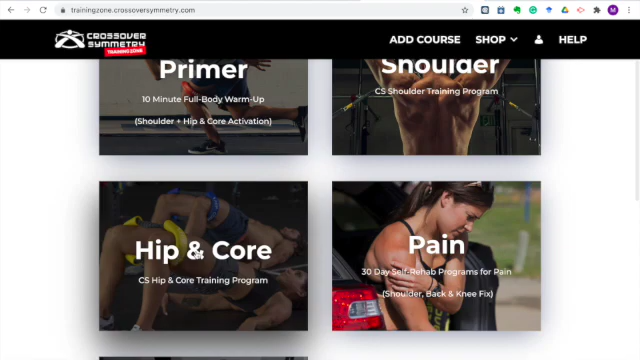 trainingzone.crossoversymmetry.com
M
CROSSOVER
SYMMETRY
TRAINING ZONE
ADD COURSE
SHOP
HELP
Primer
10 Minute Full-Body Warm-Up
(Shoulder + Hip & Core Activation)
Shoulder
CS Shoulder Training Program
Hip & Core
CS Hip & Core Training Program
Pain
30 Day Self-Rehab Programs for Pain
(Shoulder, Back & Knee Fix)